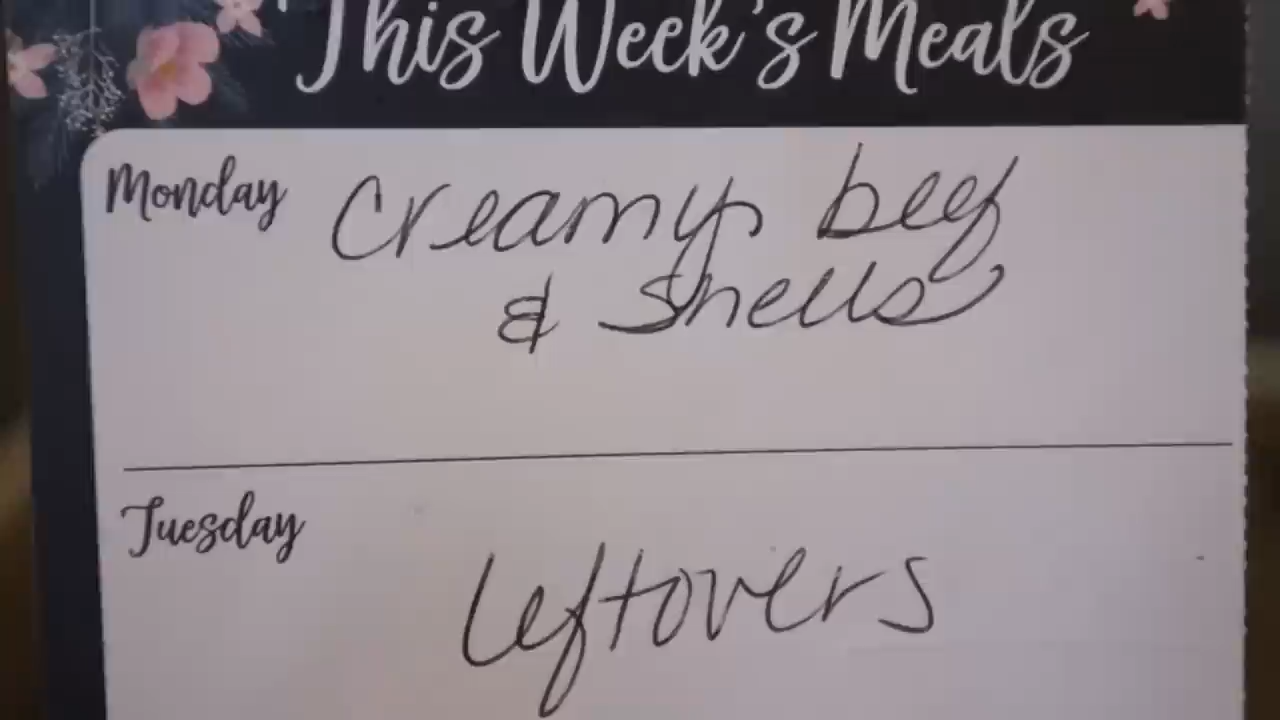 This Week's Meals
Monday creamy beef
& shells
Tuesday
leftovers